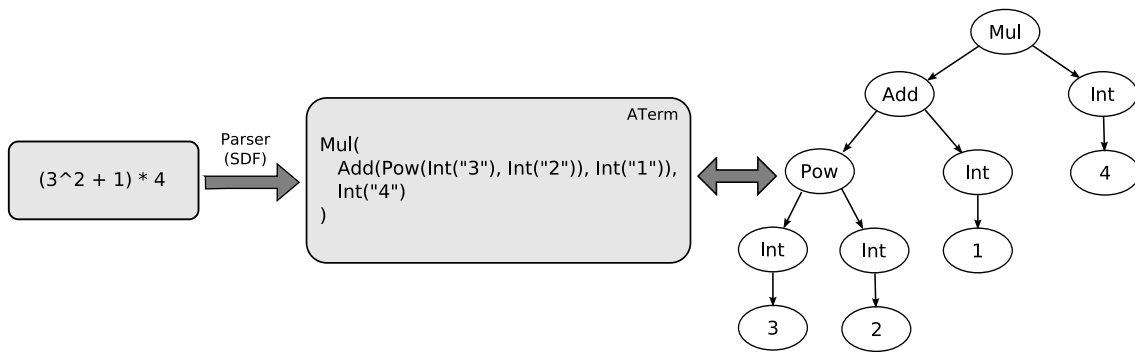 (3^2 + 1) * 4
Parser
(SDF)
ATerm
Mul(
Add(Pow(Int("3"), Int("2")), Int("1")),
Int("4")
)
Mul
Add
Int
Pow
Int
4
Int
Int
1
3
2